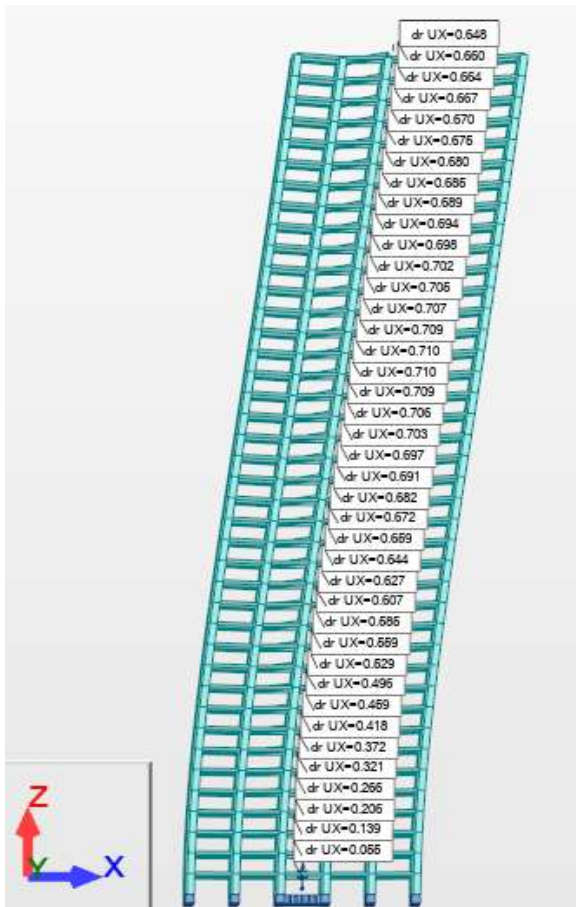 dr UX=0.648
dr UX=0.660
dr UX=0.664
dr UX=0.667
dr UX=0.670
dr UX=0.675
dr UX=0.680
dr UX=0.685
dr UX=0.689
dr UX=0.694
dr UX=0.698
dr UX=0.702
dr UX=0.705
dr UX=0.707
dr UX=0.709
dr UX=0.710
dr UX=0.710
dr UX=0.709
dr UX=0.706
dr UX=0.703
dr UX=0.697
dr UX=0.691
dr UX=0.682
dr UX=0.672
dr UX=0.659
dr UX=0.644
dr UX=0.627
dr UX=0.607
dr UX=0.585
dr UX=0.559
dr UX=0.529
dr UX=0.495
dr UX=0.459
dr UX=0.418
dr UX=0.372
dr UX=0.321
dr UX=0.266
dr UX=0.205
dr UX=0.139
dr UX=0.055
Z
Y
X